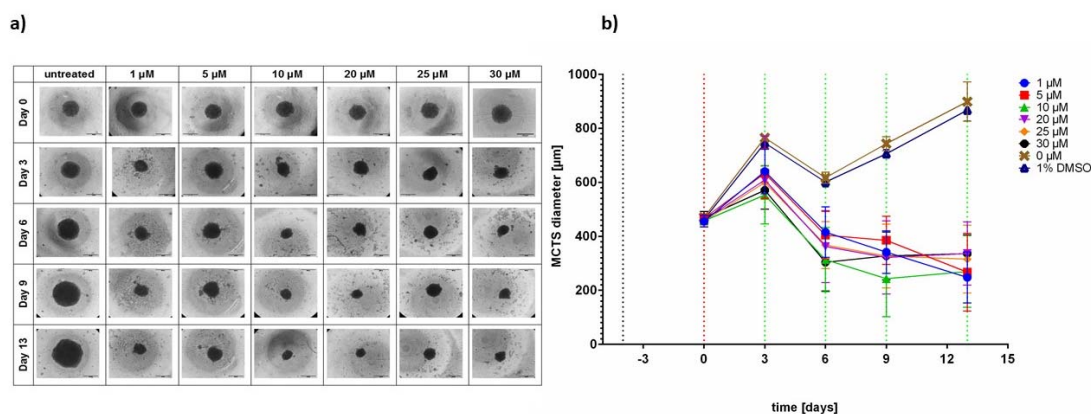 a)
b)
untreated 1 µM 5 µM 10 µM 20 µM 25 µM 30 µM
Day 0
Day 3
Day 6
Day 9
Day 13
MCTS diameter [µm]
1000
800
600
400
200
0
-3 0 3 6 9 12 15
time [days]
1 µM
5 µM
10 µM
20 µM
25 µM
30 µM
0 µM
1% DMSO